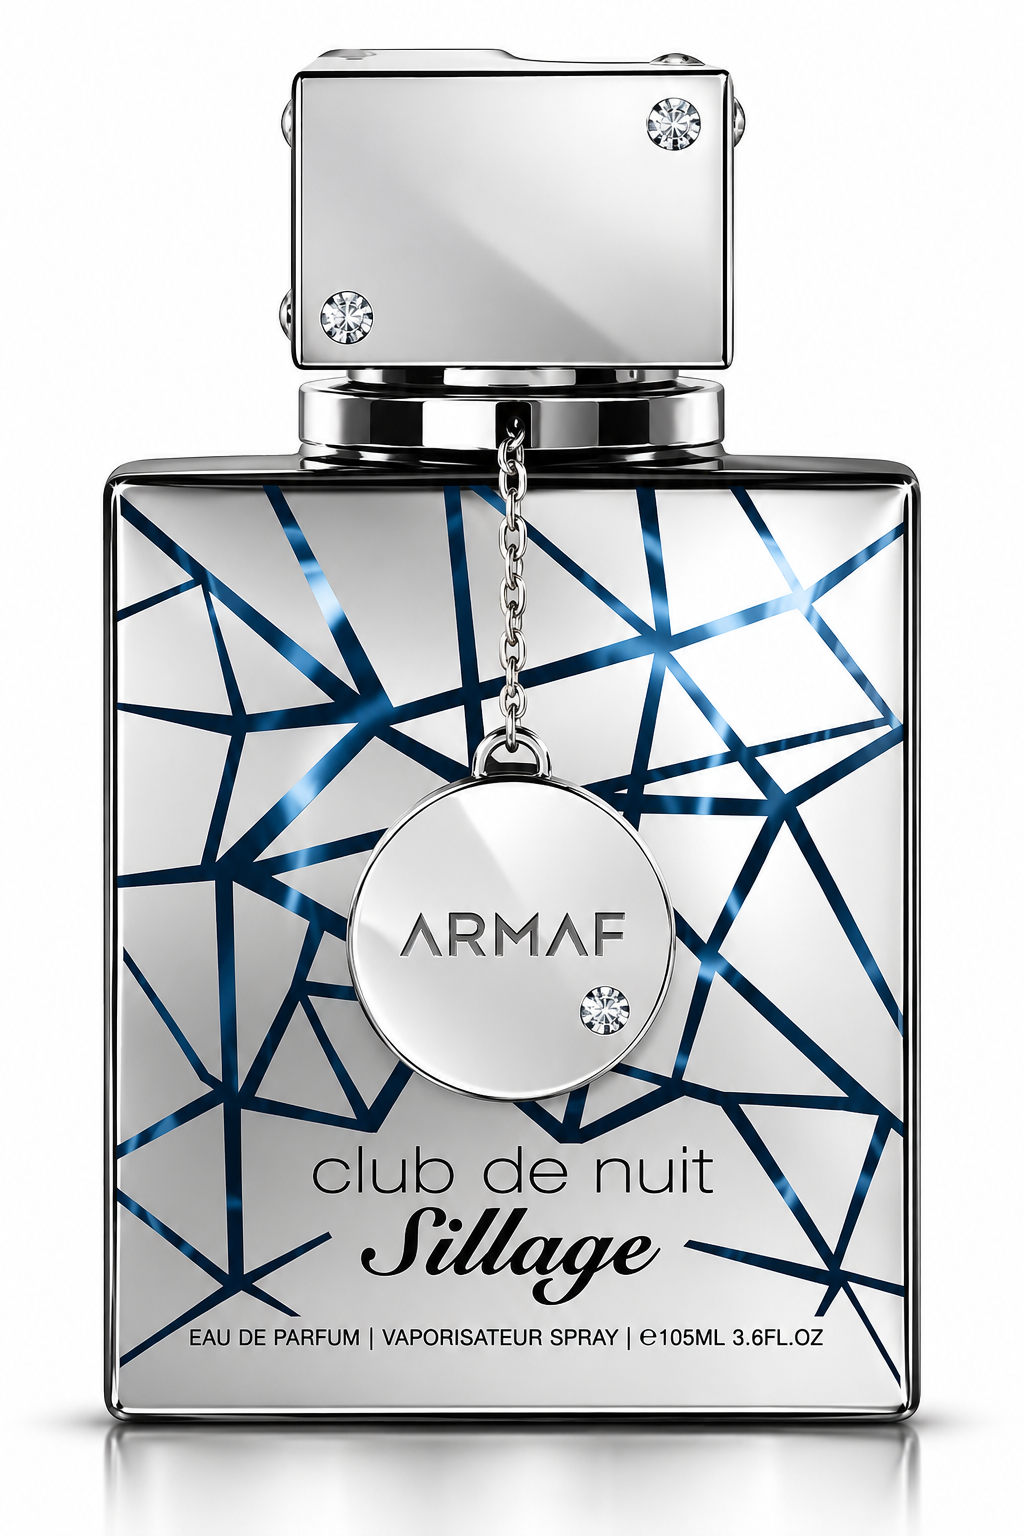 ARMAF
club de nuit
Sillage
EAU DE PARFUM | VAPORISATEUR SPRAY | ℮105ML 3.6FL.OZ